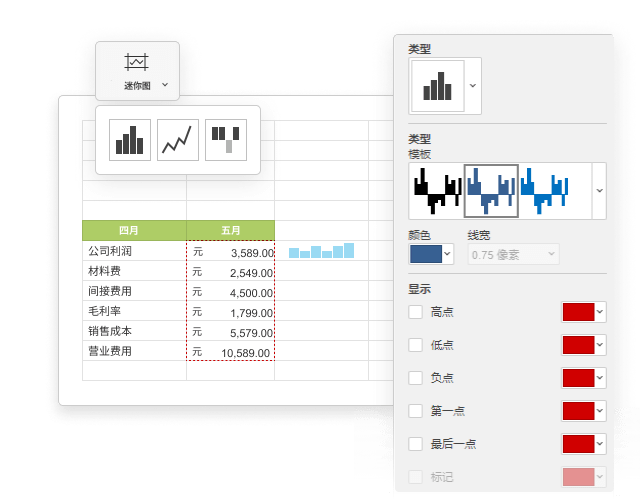 迷你图
四月 五月
公司利润 元 3,589.00
材料费 元 2,549.00
间接费用 元 4,500.00
毛利率 元 1,799.00
销售成本 元 5,579.00
营业费用 元 10,589.00
类型
类型
模板
颜色 线宽
0.75 像素
显示
高点
低点
负点
第一点
最后一点
标记